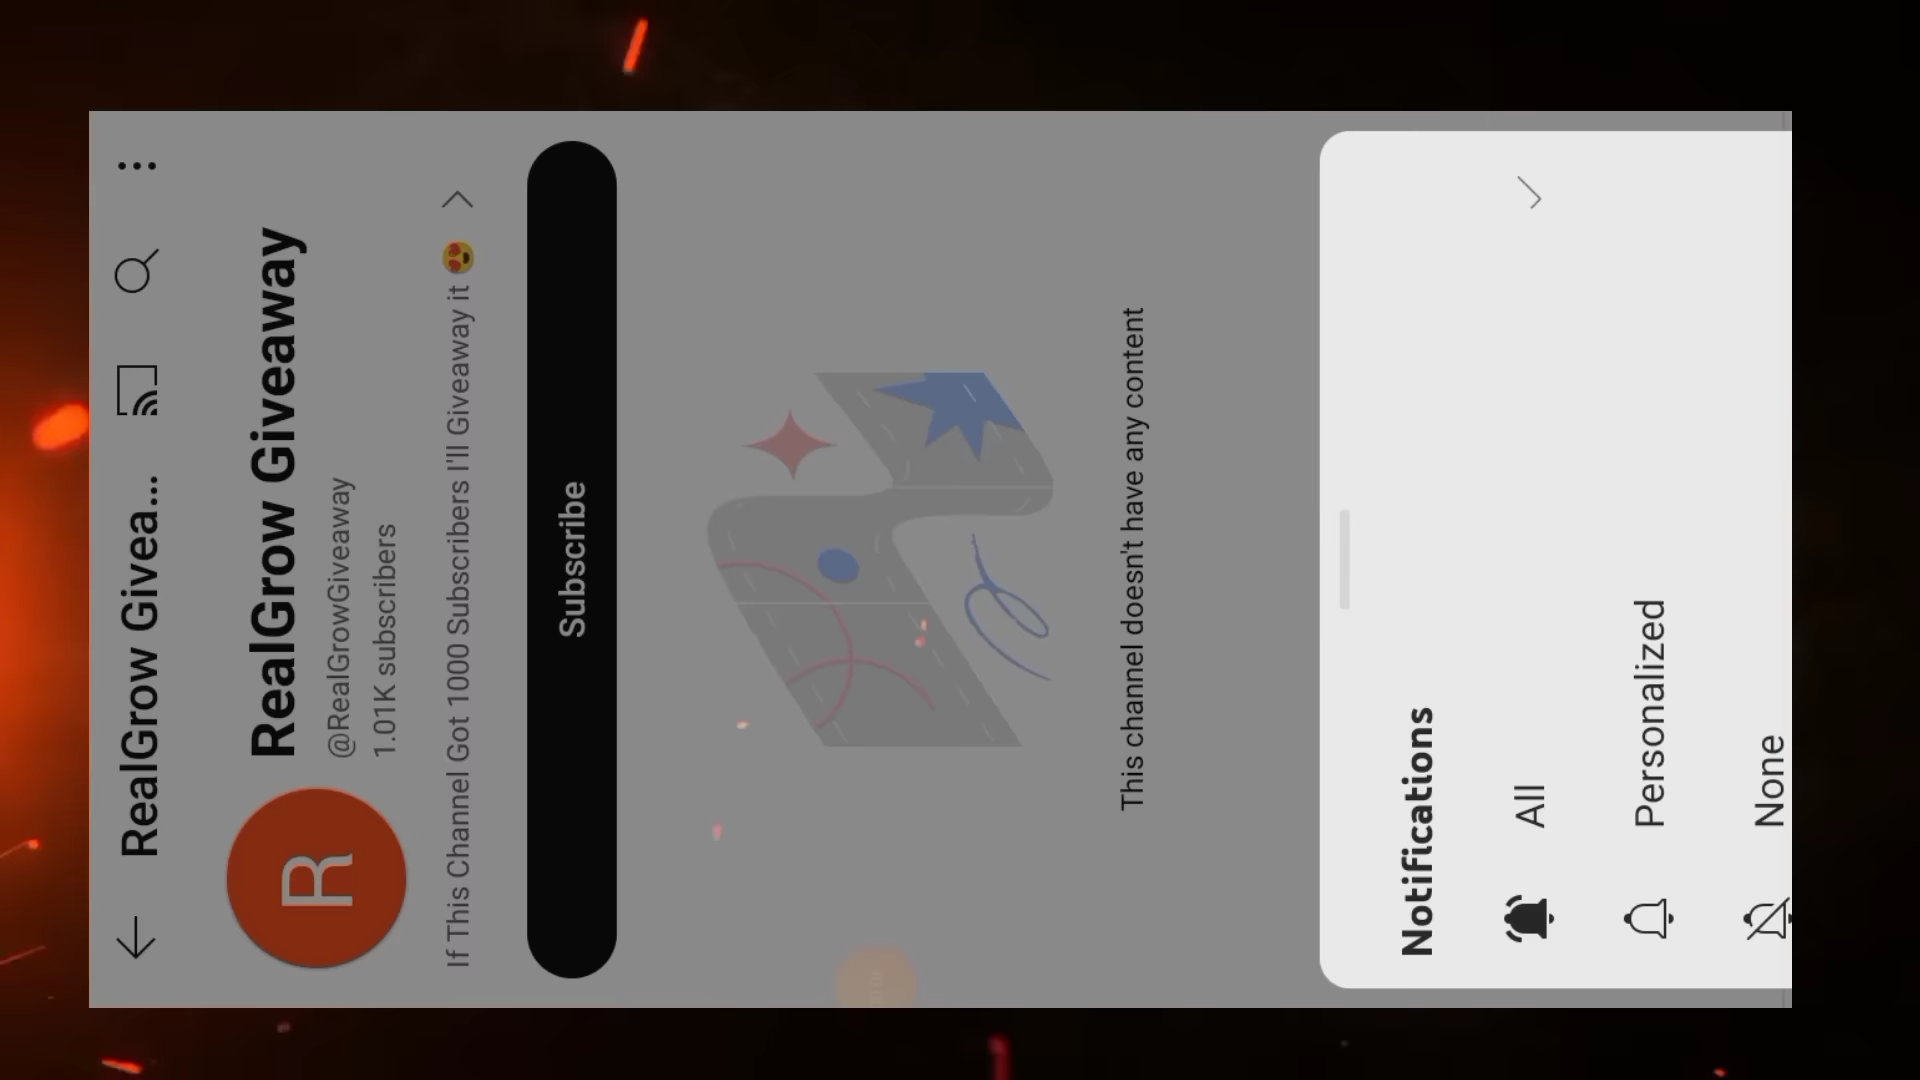 RealGrow Givea...
R
RealGrow Giveaway
@RealGrowGiveaway
1.01K subscribers
If This Channel Got 1000 Subscribers I'll Giveaway it 😍
Subscribe
This channel doesn't have any content
Notifications
All
Personalized
None